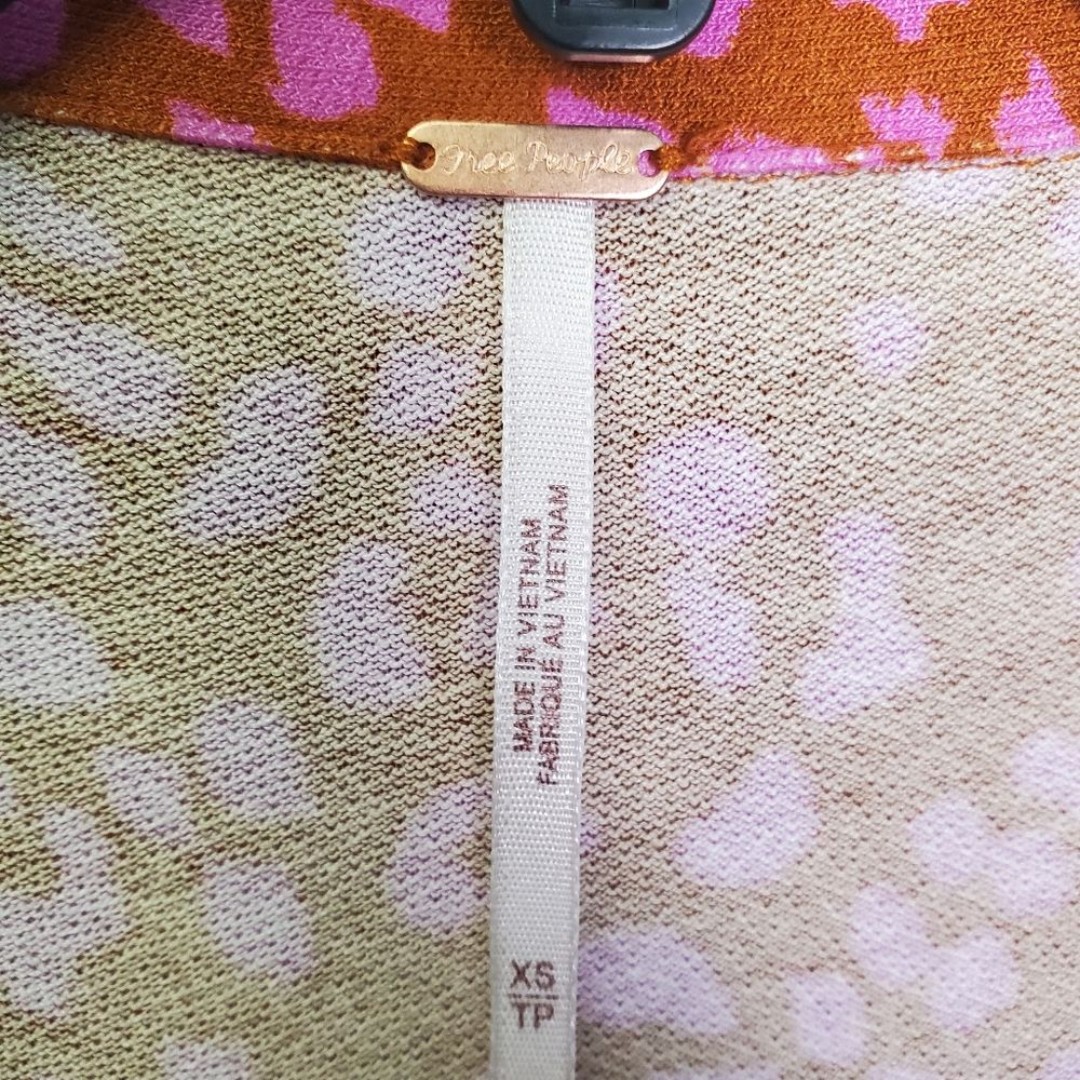 Free People
MADE IN VIETNAM
FABRIQUÉ AU VIETNAM
XS
TP